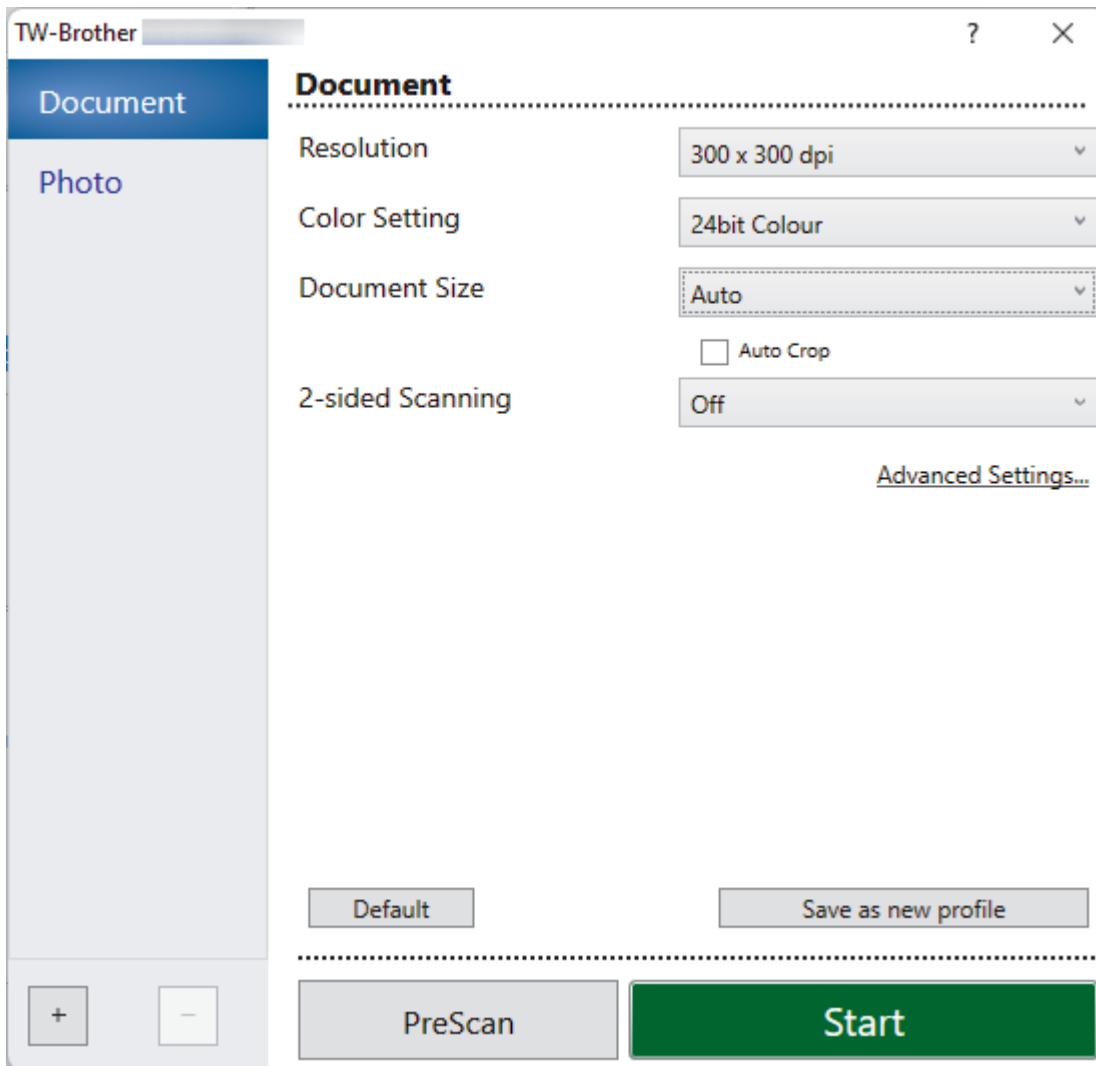 TW-Brother
?
Document
Photo
Document
Resolution
300 x 300 dpi
Color Setting
24bit Colour
Document Size
Auto
Auto Crop
2-sided Scanning
Off
Advanced Settings...
Default
Save as new profile
+
−
PreScan
Start